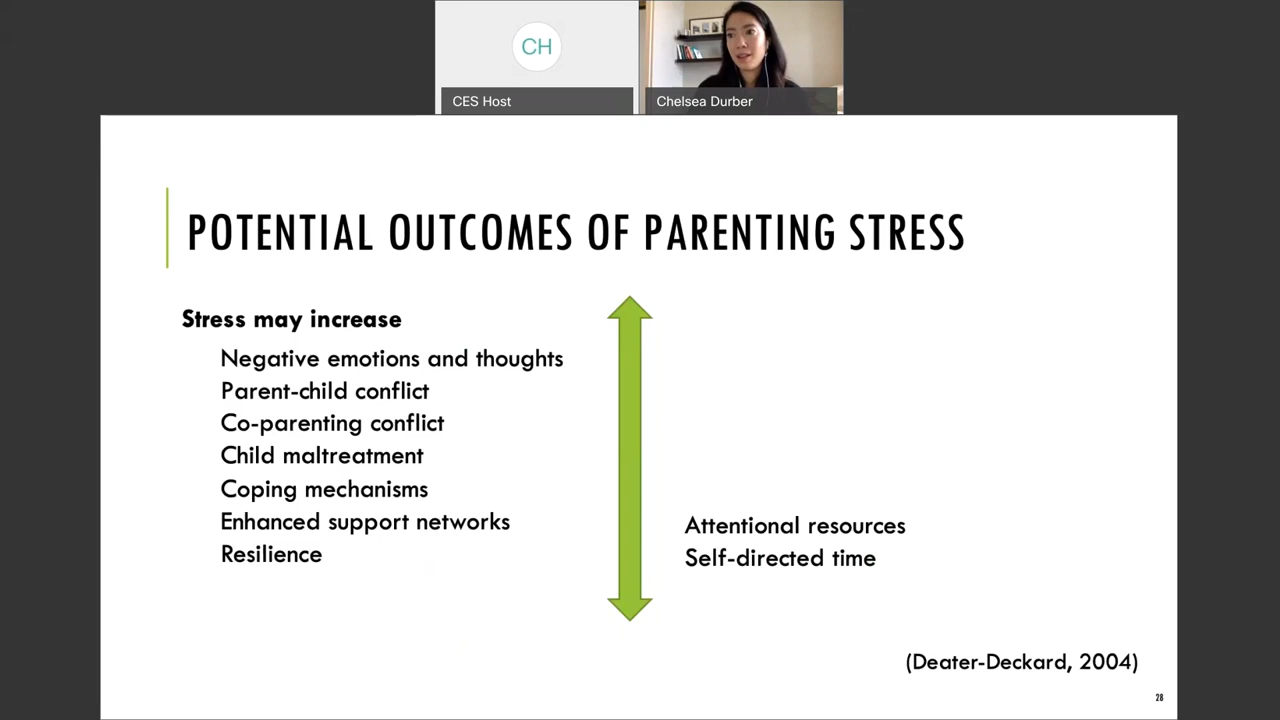 CH
CES Host
Chelsea Durber
POTENTIAL OUTCOMES OF PARENTING STRESS
Stress may increase
Negative emotions and thoughts
Parent-child conflict
Co-parenting conflict
Child maltreatment
Coping mechanisms
Enhanced support networks
Resilience
Attentional resources
Self-directed time
(Deater-Deckard, 2004)
28